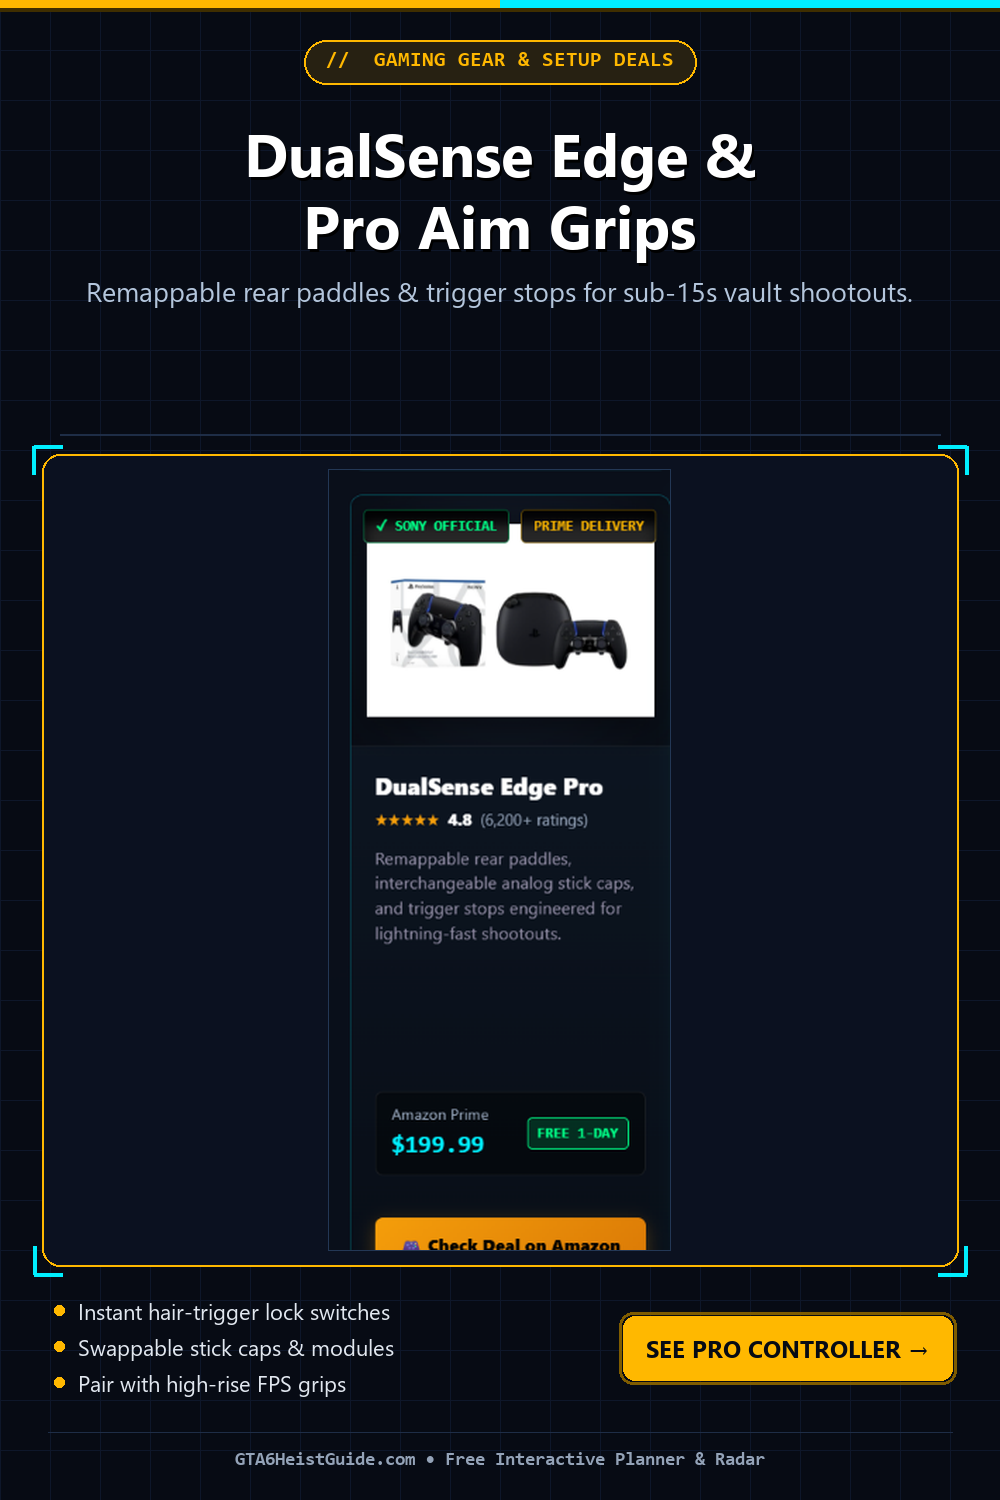 // GAMING GEAR & SETUP DEALS
DualSense Edge &
Pro Aim Grips
Remappable rear paddles & trigger stops for sub-15s vault shootouts.
✓ SONY OFFICIAL
PRIME DELIVERY
DualSense Edge Pro
★★★★★ 4.8 (6,200+ ratings)
Remappable rear paddles,
interchangeable analog stick caps,
and trigger stops engineered for
lightning-fast shootouts.
Amazon Prime
$199.99
FREE 1-DAY
🎮 Check Deal on Amazon
• Instant hair-trigger lock switches
• Swappable stick caps & modules
• Pair with high-rise FPS grips
SEE PRO CONTROLLER →
GTA6HeistGuide.com • Free Interactive Planner & Radar